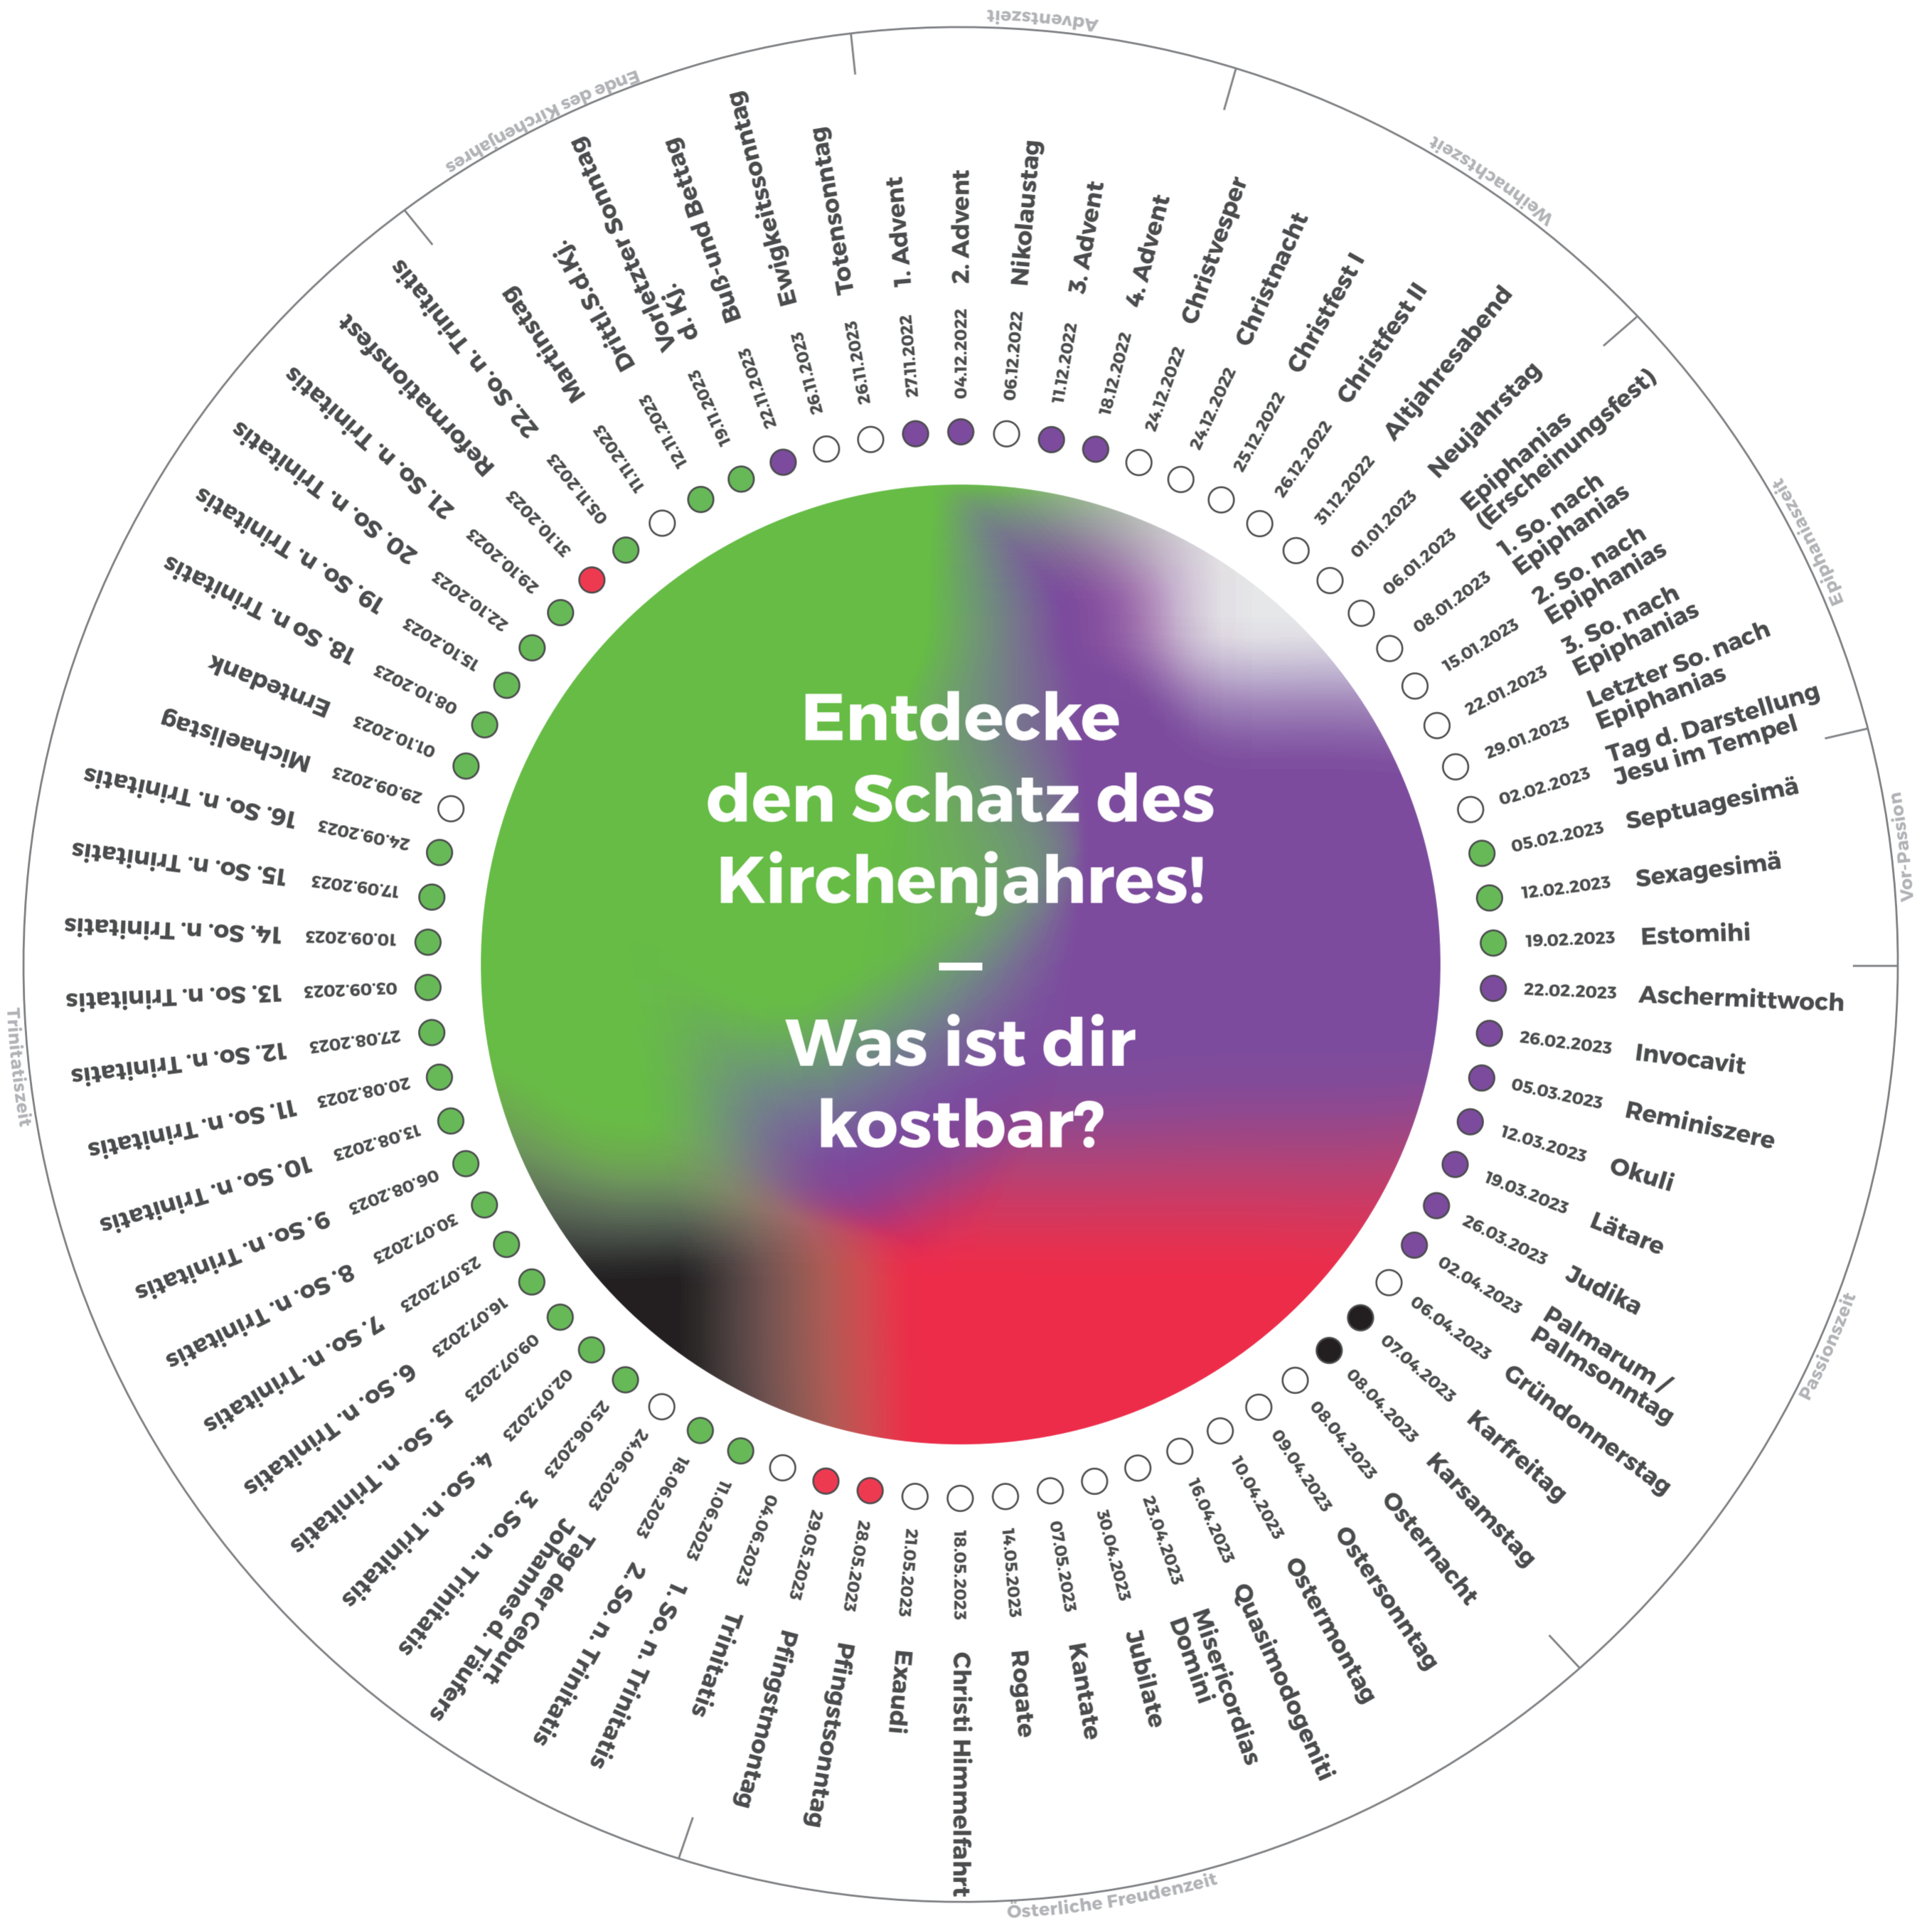 Entdecke
den Schatz des
Kirchenjahres!
—
Was ist dir
kostbar?
Adventszeit
27.11.2022 1. Advent
04.12.2022 2. Advent
06.12.2022 Nikolaustag
11.12.2022 3. Advent
18.12.2022 4. Advent
Weihnachtszeit
24.12.2022 Christvesper
24.12.2022 Christnacht
25.12.2022 Christfest I
26.12.2022 Christfest II
31.12.2022 Altjahresabend
01.01.2023 Neujahrstag
Epiphaniaszeit
06.01.2023 Epiphanias
(Erscheinungsfest)
08.01.2023 1. So. nach
Epiphanias
15.01.2023 2. So. nach
Epiphanias
22.01.2023 3. So. nach
Epiphanias
29.01.2023 Letzter So. nach
Epiphanias
02.02.2023 Tag d. Darstellung
Jesu im Tempel
Vor-Passion
05.02.2023 Septuagesimä
12.02.2023 Sexagesimä
19.02.2023 Estomihi
Passionszeit
22.02.2023 Aschermittwoch
26.02.2023 Invocavit
05.03.2023 Reminiszere
12.03.2023 Okuli
19.03.2023 Lätare
26.03.2023 Judika
02.04.2023 Palmarum /
Palmsonntag
06.04.2023 Gründonnerstag
07.04.2023 Karfreitag
08.04.2023 Karsamstag
Österliche Freudenzeit
08.04.2023 Osternacht
09.04.2023 Ostersonntag
10.04.2023 Ostermontag
16.04.2023 Quasimodogeniti
23.04.2023 Misericordias
Domini
30.04.2023 Jubilate
07.05.2023 Kantate
14.05.2023 Rogate
18.05.2023 Christi Himmelfahrt
21.05.2023 Exaudi
28.05.2023 Pfingstsonntag
29.05.2023 Pfingstmontag
Trinitatiszeit
04.06.2023 Trinitatis
11.06.2023 1. So. n. Trinitatis
18.06.2023 2. So. n. Trinitatis
24.06.2023 Tag der Geburt
Johannes d. Täufers
25.06.2023 3. So. n. Trinitatis
02.07.2023 4. So. n. Trinitatis
09.07.2023 5. So. n. Trinitatis
16.07.2023 6. So. n. Trinitatis
23.07.2023 7. So. n. Trinitatis
30.07.2023 8. So. n. Trinitatis
06.08.2023 9. So. n. Trinitatis
13.08.2023 10. So. n. Trinitatis
20.08.2023 11. So. n. Trinitatis
27.08.2023 12. So. n. Trinitatis
03.09.2023 13. So. n. Trinitatis
10.09.2023 14. So. n. Trinitatis
17.09.2023 15. So. n. Trinitatis
24.09.2023 16. So. n. Trinitatis
29.09.2023 Michaelistag
01.10.2023 Erntedank
08.10.2023 18. So n. Trinitatis
15.10.2023 19. So. n. Trinitatis
22.10.2023 20. So. n. Trinitatis
29.10.2023 21. So. n. Trinitatis
31.10.2023 Reformationsfest
05.11.2023 22. So. n. Trinitatis
Ende des Kirchenjahres
11.11.2023 Martinstag
12.11.2023 Drittl.S.d.Kj.
19.11.2023 Vorletzter Sonntag
d. Kj.
22.11.2023 Buß-und Bettag
26.11.2023 Ewigkeitssonntag
26.11.2023 Totensonntag